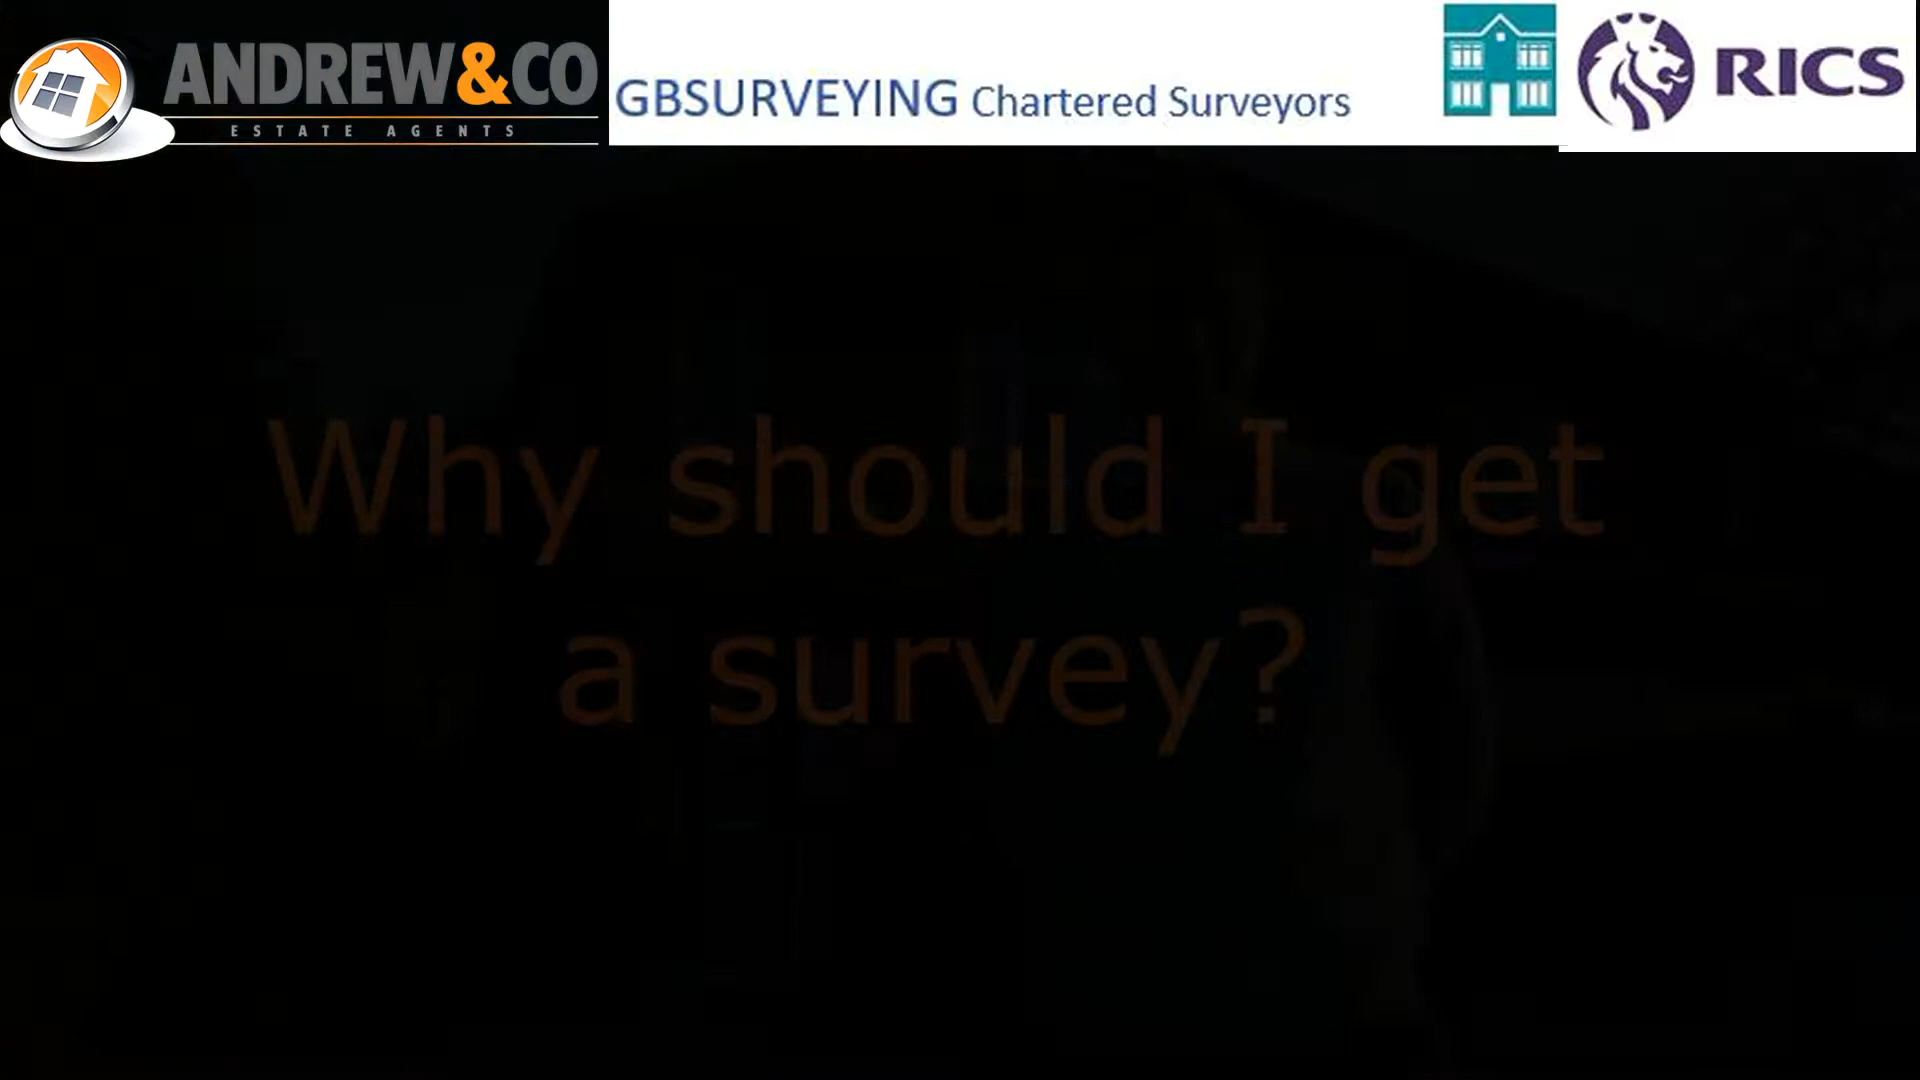 ANDREW&CO
ESTATE AGENTS
GBSURVEYING Chartered Surveyors
RICS
Why should I get
a survey?